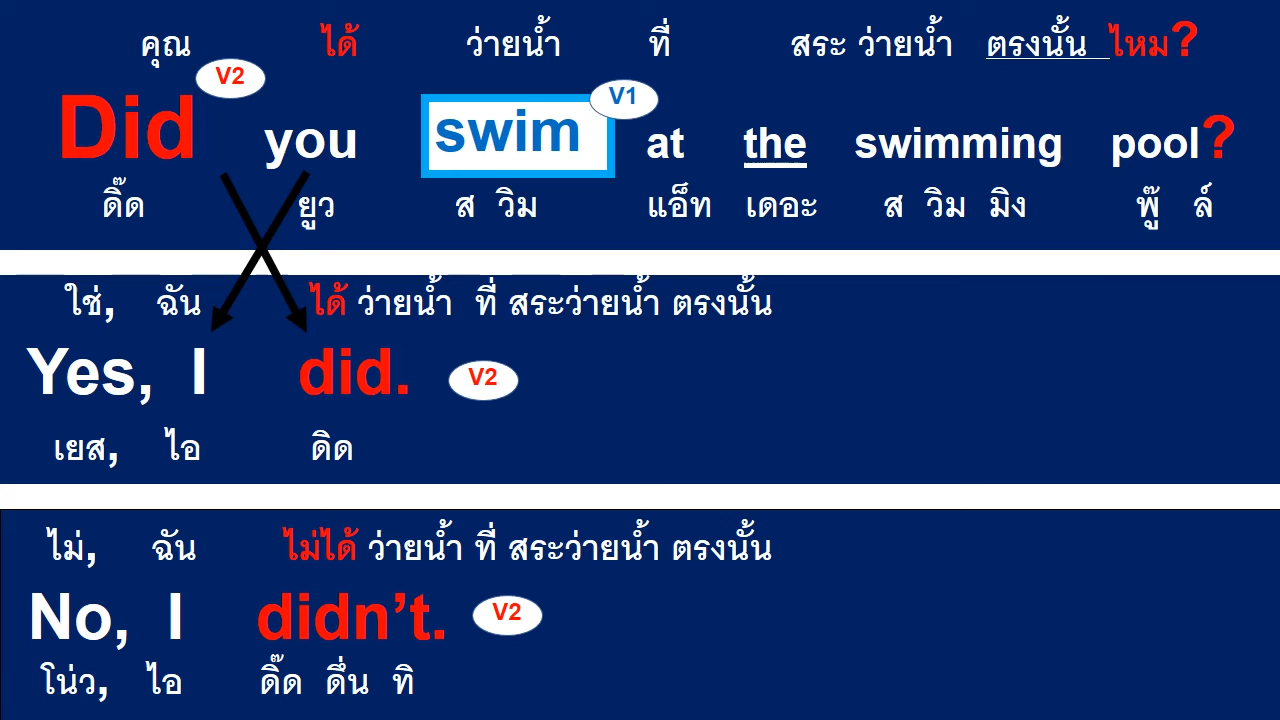 คุณ ได้ ว่ายน้ำ ที่ สระ ว่ายน้ำ ตรงนั้น ไหม?
Did V2 you swim V1 at the swimming pool?
ดิ๊ด ยูว ส วิม แอ็ท เดอะ ส วิม มิง พู๊ ล์
ใช่, ฉัน ได้ ว่ายน้ำ ที่ สระว่ายน้ำ ตรงนั้น
Yes, I did. V2
เยส, ไอ ดิด
ไม่, ฉัน ไม่ได้ ว่ายน้ำ ที่ สระว่ายน้ำ ตรงนั้น
No, I didn’t. V2
โน่ว, ไอ ดิ๊ด ดึ่น ทิ